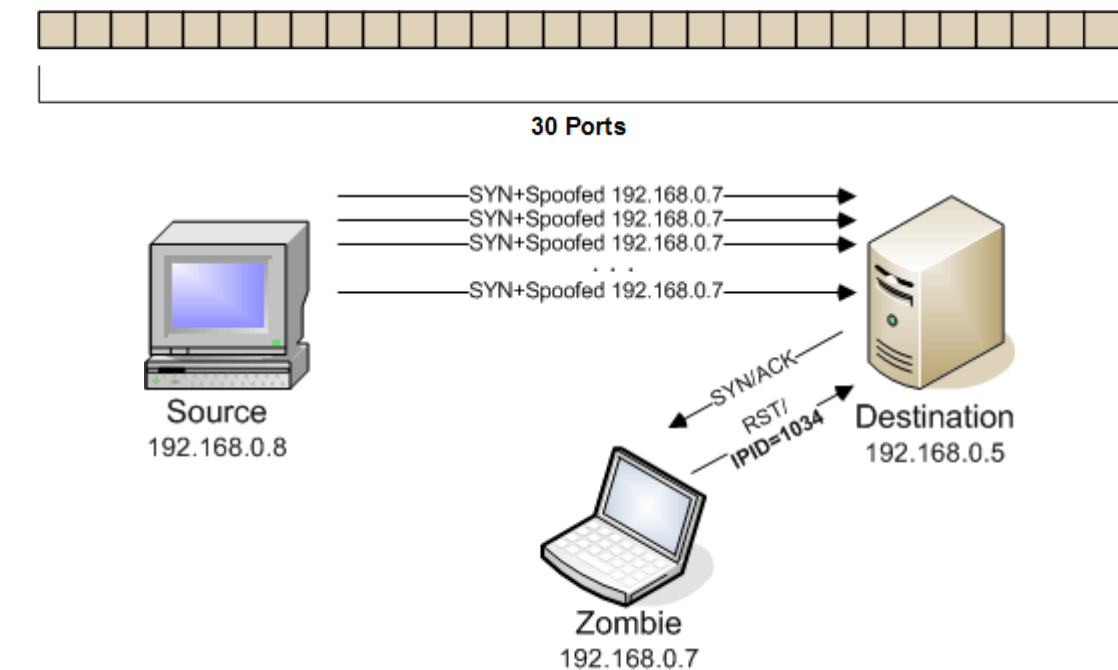 30 Ports
SYN+Spoofed 192.168.0.7
SYN+Spoofed 192.168.0.7
SYN+Spoofed 192.168.0.7
. . .
SYN+Spoofed 192.168.0.7
SYN/ACK
RST/
IPID=1034
Source
192.168.0.8
Destination
192.168.0.5
Zombie
192.168.0.7